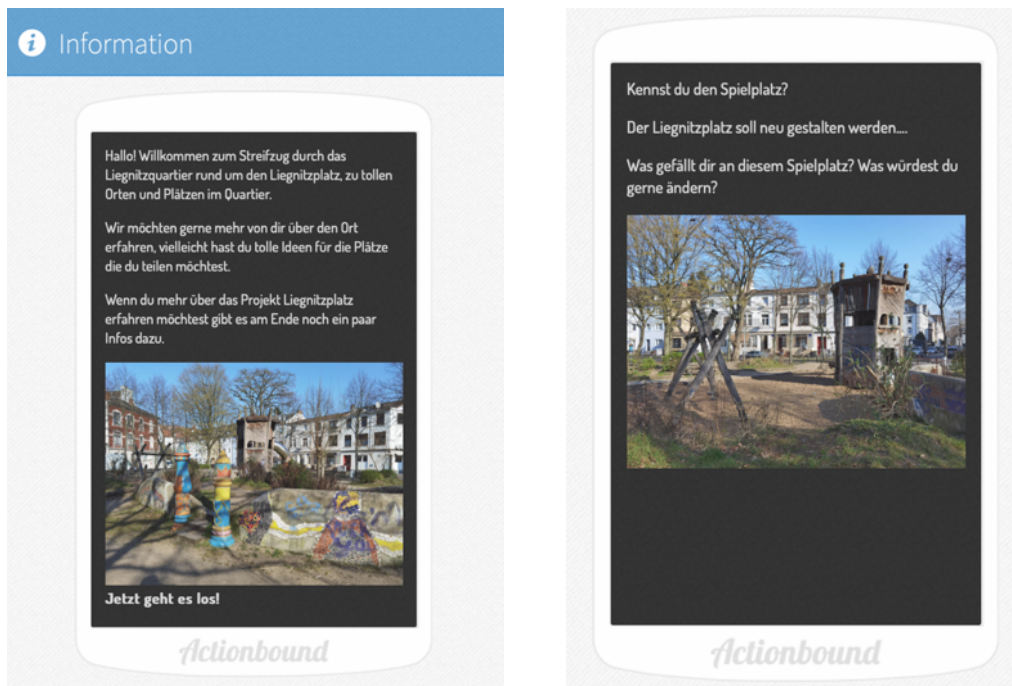 Information
Hallo! Willkommen zum Streifzug durch das
Liegnitzquartier rund um den Liegnitzplatz, zu tollen
Orten und Plätzen im Quartier.
Wir möchten gerne mehr von dir über den Ort
erfahren, vielleicht hast du tolle Ideen für die Plätze
die du teilen möchtest.
Wenn du mehr über das Projekt Liegnitzplatz
erfahren möchtest gibt es am Ende noch ein paar
Infos dazu.
Jetzt geht es los!
Actionbound
Kennst du den Spielplatz?
Der Liegnitzplatz soll neu gestalten werden....
Was gefällt dir an diesem Spielplatz? Was würdest du
gerne ändern?
Actionbound